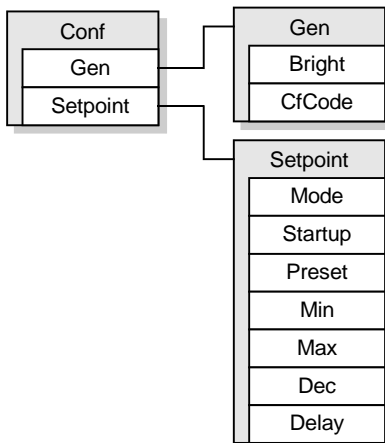 Conf
Gen
Setpoint
Gen
Bright
CfCode
Setpoint
Mode
Startup
Preset
Min
Max
Dec
Delay